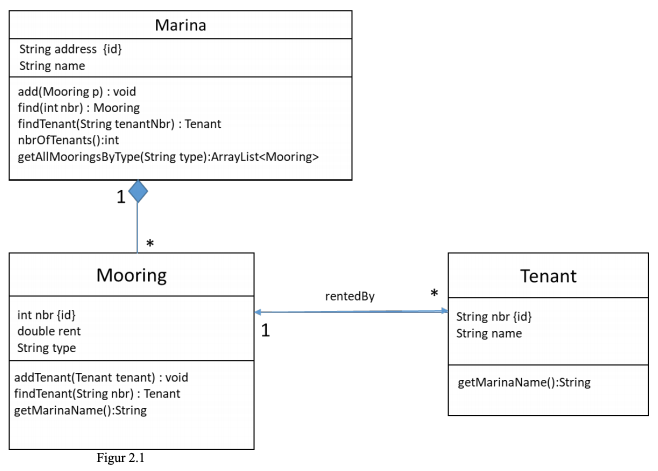 Marina
String address {id}
String name
add(Mooring p) : void
find(int nbr) : Mooring
findTenant(String tenantNbr) : Tenant
nbrOfTenants():int
getAllMooringsByType(String type):ArrayList<Mooring>
1
*
Mooring
int nbr {id}
double rent
String type
addTenant(Tenant tenant) : void
findTenant(String nbr) : Tenant
getMarinaName():String
rentedBy
*
1
Tenant
String nbr {id}
String name
getMarinaName():String
Figur 2.1